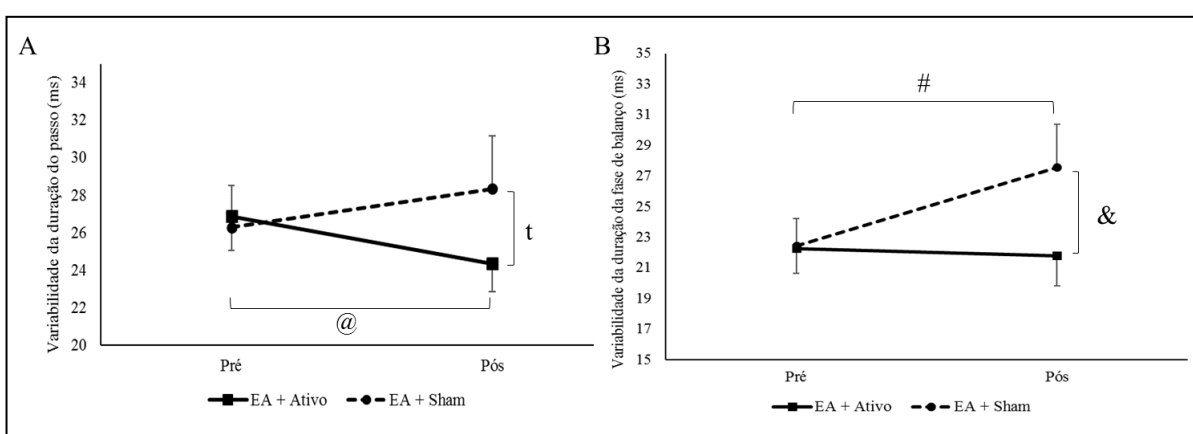 A
Variabilidade da duração do passo (ms)
34
32
30
28
26
24
22
20
t
@
Pré
Pós
EA + Ativo
EA + Sham
B
Variabilidade da duração da fase de balanço (ms)
35
33
31
29
27
25
23
21
19
17
15
#
&
Pré
Pós
EA + Ativo
EA + Sham